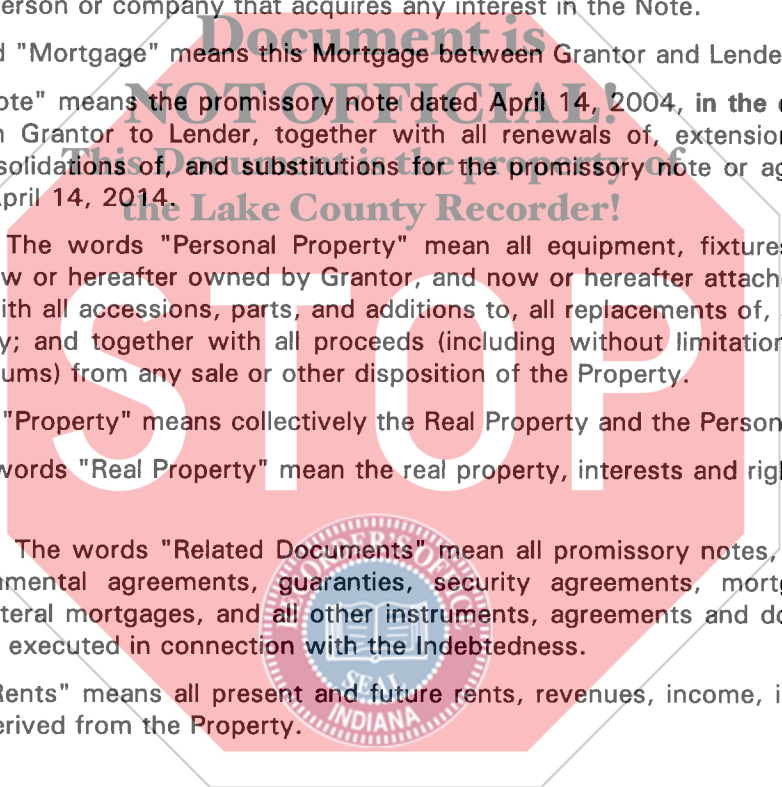 erson or company that acquires any interest in the Note.
Document is
"Mortgage" means this Mortgage between Grantor and Lende
NOT OFFICIAL!
ote" means the promissory note dated April 14, 2004, in the
Grantor to Lender, together with all renewals of, extension
This Document is the property of
solidations of, and substitutions for the promissory note or ag
pril 14, 2014.
the Lake County Recorder!
The words "Personal Property" mean all equipment, fixtures
w or hereafter owned by Grantor, and now or hereafter attach
ith all accessions, parts, and additions to, all replacements of,
y; and together with all proceeds (including without limitation
ums) from any sale or other disposition of the Property.
STOP
"Property" means collectively the Real Property and the Person
words "Real Property" mean the real property, interests and righ
The words "Related Documents" mean all promissory notes,
nmental agreements, guaranties, security agreements, mortg
teral mortgages, and all other instruments, agreements and do
executed in connection with the Indebtedness.
RDER'S OFFICE
SEAL
INDIANA
Rents" means all present and future rents, revenues, income, i
erived from the Property.